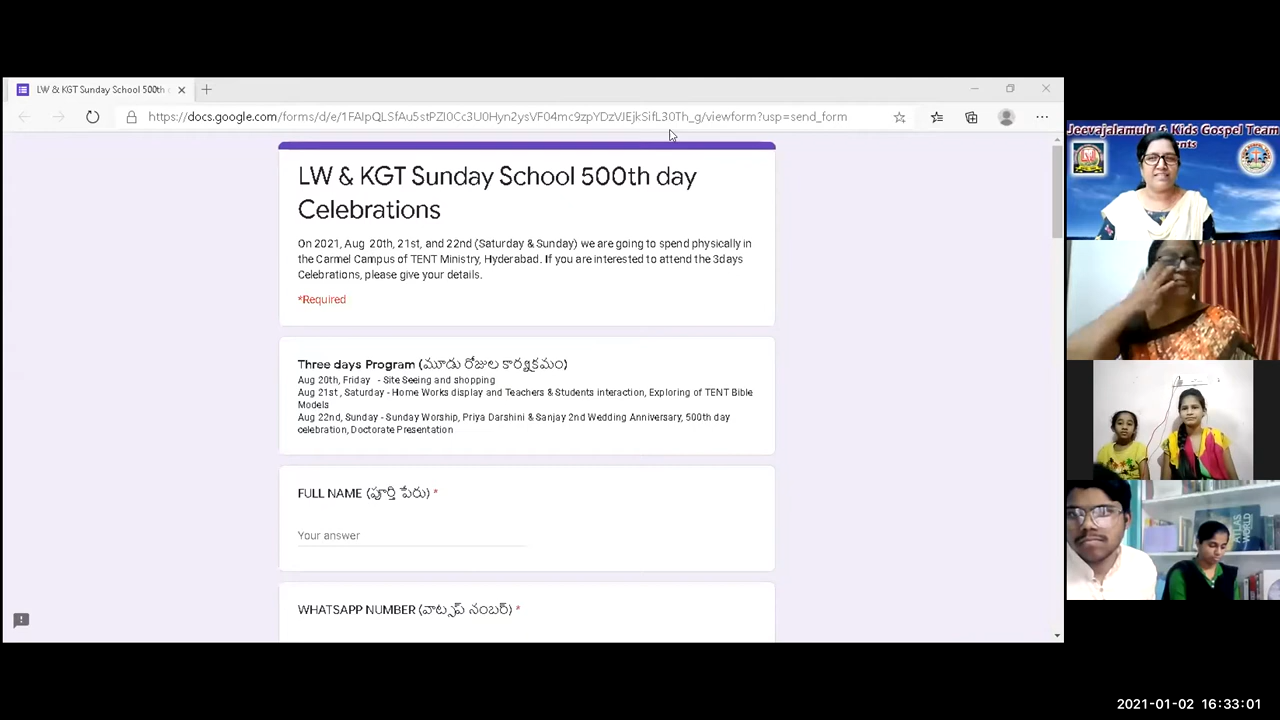 LW & KGT Sunday School 500th
https://docs.google.com/forms/d/e/1FAIpQLSfAu5stPZI0Cc3U0Hyn2ysVF04mc9zpYDzVJEjkSifL30Th_g/viewform?usp=send_form
LW & KGT Sunday School 500th day
Celebrations
On 2021, Aug 20th, 21st, and 22nd (Saturday & Sunday) we are going to spend physically in
the Carmel Campus of TENT Ministry, Hyderabad. If you are interested to attend the 3days
Celebrations, please give your details.
*Required
Three days Program (మూడు రోజుల కార్యక్రమం)
Aug 20th, Friday - Site Seeing and shopping
Aug 21st, Saturday - Home Works display and Teachers & Students interaction, Exploring of TENT Bible
Models
Aug 22nd, Sunday - Sunday Worship, Priya Darshini & Sanjay 2nd Wedding Anniversary, 500th day
celebration, Doctorate Presentation
FULL NAME (పూర్తి పేరు) *
Your answer
WHATSAPP NUMBER (వాట్సప్ నంబర్) *
Jeevajalamulu & Kids Gospel Team
ATLAS
WORLD
2021-01-02 16:33:01